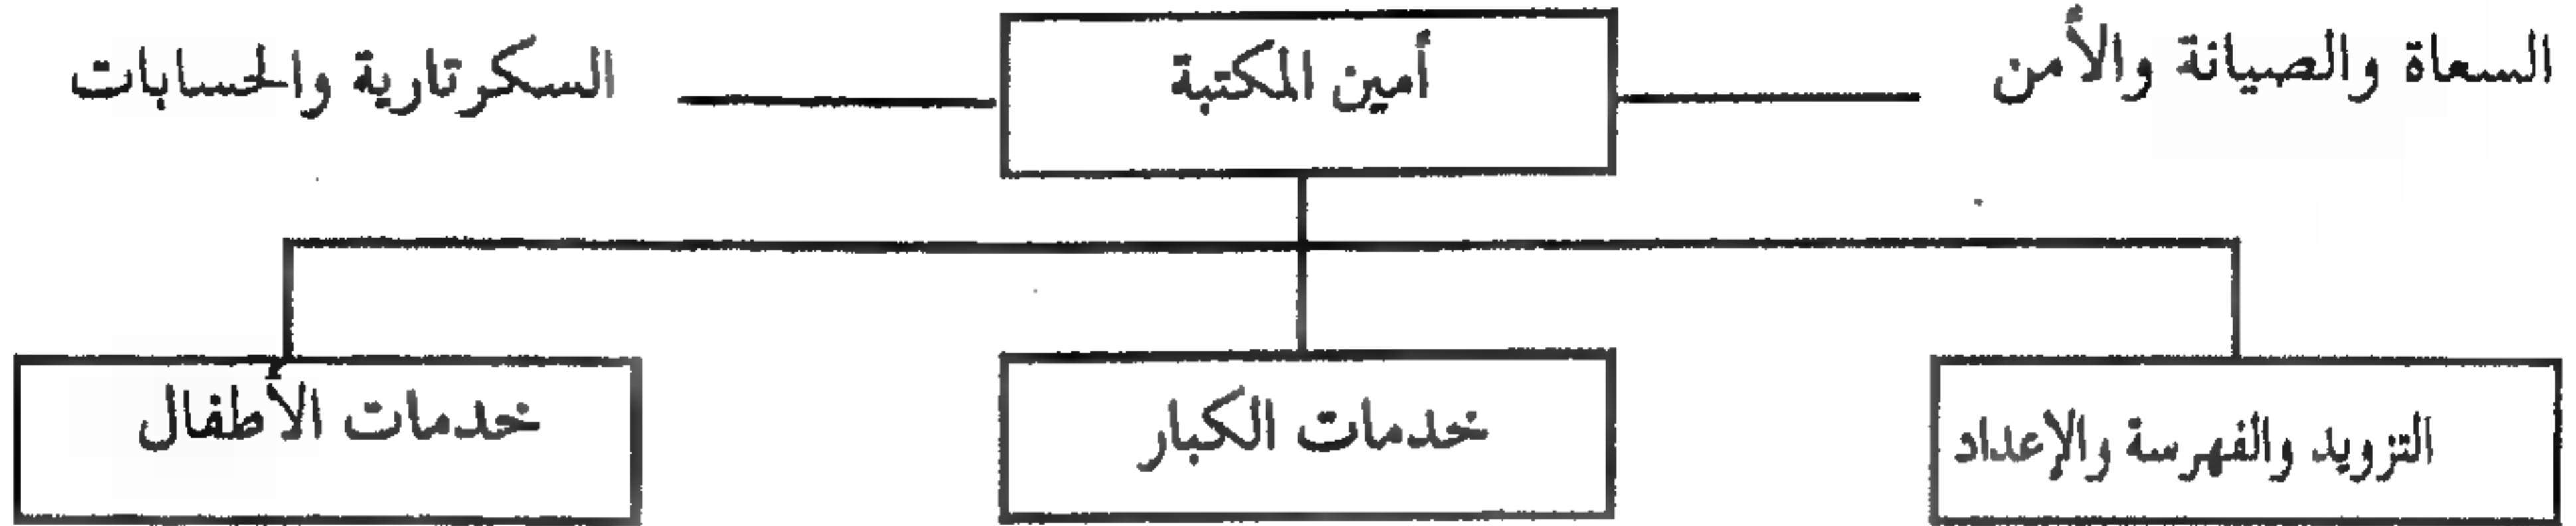 السعاة والصيانة والأمن
أمين المكتبة
السكرتارية والحسابات
التزويد والفهرسة والإعداد
خدمات الكبار
خدمات الأطفال